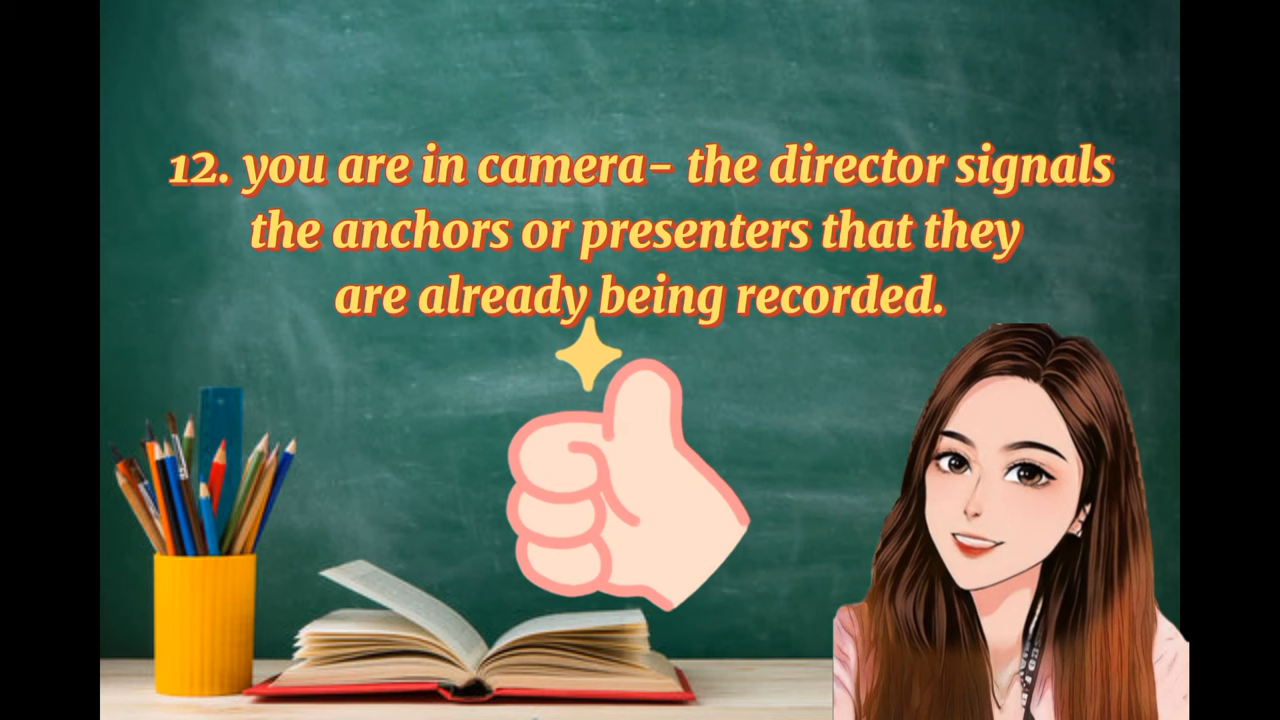 12. you are in camera- the director signals
the anchors or presenters that they
are already being recorded.